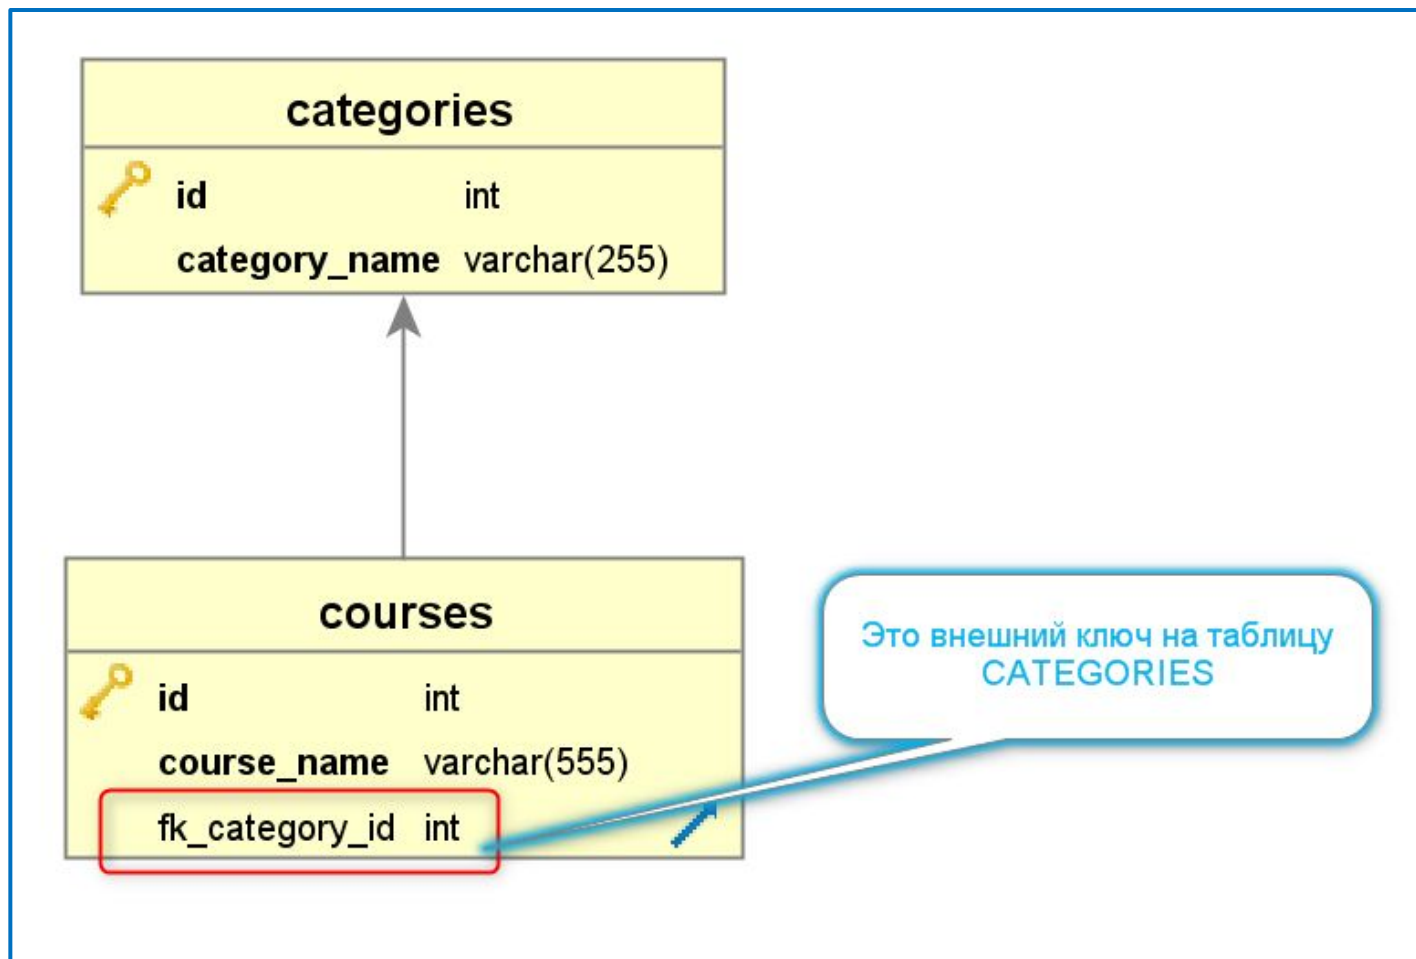 categories
id int
category_name varchar(255)
courses
id int
course_name varchar(555)
fk_category_id int
Это внешний ключ на таблицу
CATEGORIES